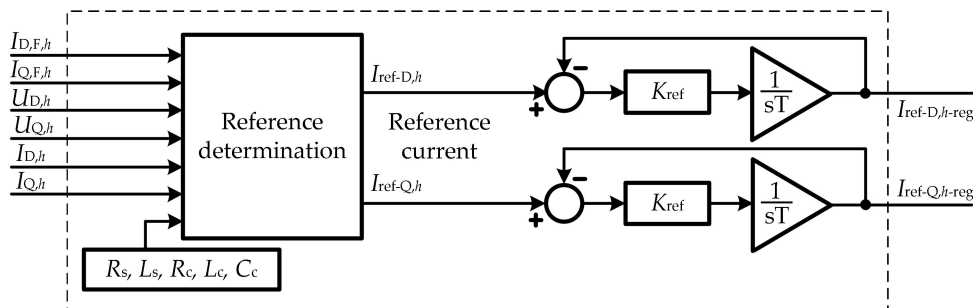 I_D,F,h
I_Q,F,h
U_D,h
U_Q,h
I_D,h
I_Q,h
Reference
determination
R_s, L_s, R_c, L_c, C_c
I_ref-D,h
Reference
current
I_ref-Q,h
−
+
K_ref
1
sT
I_ref-D,h-reg
−
+
K_ref
1
sT
I_ref-Q,h-reg